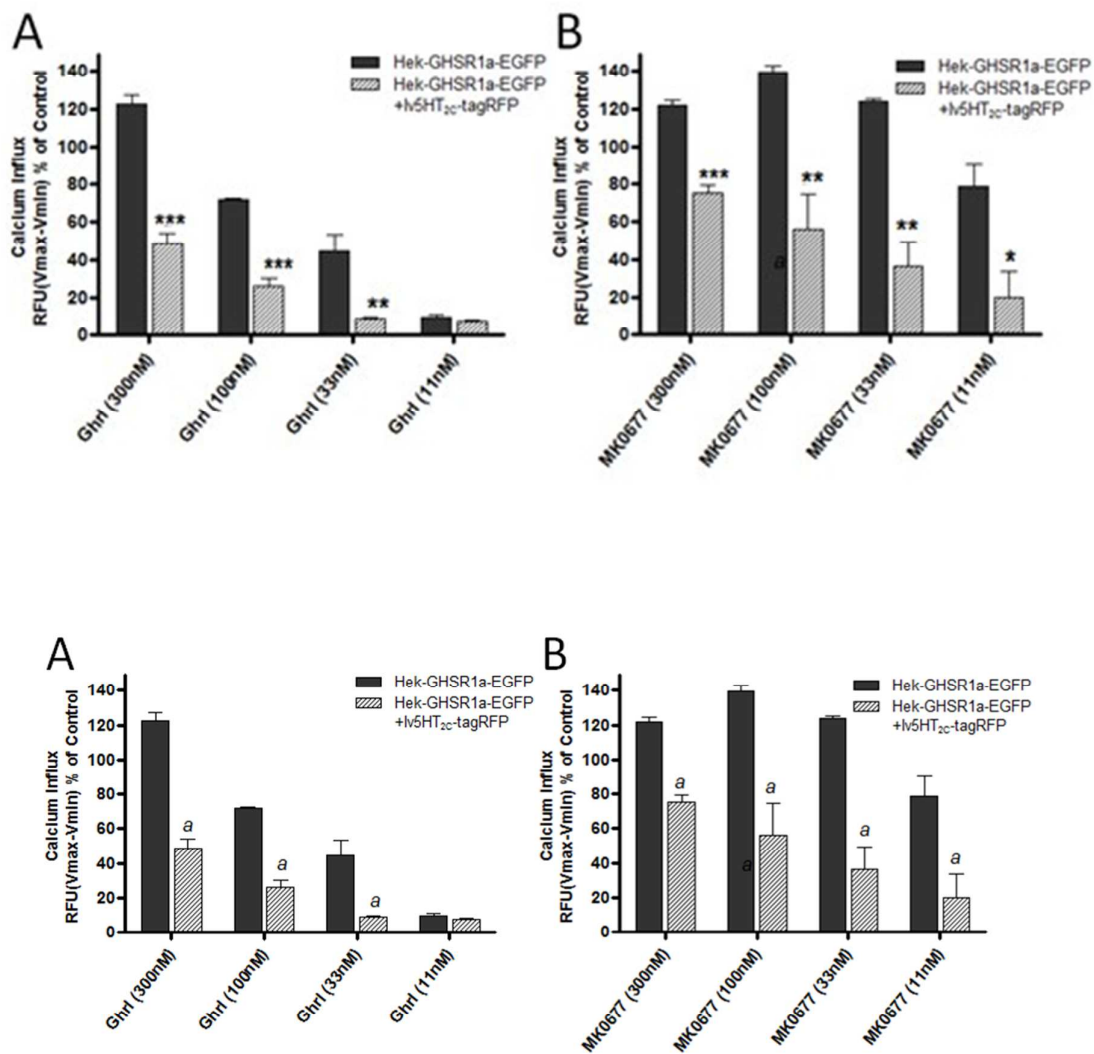 A
Calcium Influx
RFU(Vmax-Vmin) % of Control
140
120
100
80
60
40
20
0
Hek-GHSR1a-EGFP
Hek-GHSR1a-EGFP
+lv5HT2C-tagRFP
***
***
**
Ghrl (300nM)
Ghrl (100nM)
Ghrl (33nM)
Ghrl (11nM)
B
Calcium Influx
RFU(Vmax-Vmin) % of Control
140
120
100
80
60
40
20
0
Hek-GHSR1a-EGFP
Hek-GHSR1a-EGFP
+lv5HT2C-tagRFP
***
**
**
*
a
MK0677 (300nM)
MK0677 (100nM)
MK0677 (33nM)
MK0677 (11nM)
A
Calcium Influx
RFU(Vmax-Vmin) % of Control
140
120
100
80
60
40
20
0
Hek-GHSR1a-EGFP
Hek-GHSR1a-EGFP
+lv5HT2C-tagRFP
a
a
a
Ghrl (300nM)
Ghrl (100nM)
Ghrl (33nM)
Ghrl (11nM)
B
Calcium Influx
RFU(Vmax-Vmin) % of Control
140
120
100
80
60
40
20
0
Hek-GHSR1a-EGFP
Hek-GHSR1a-EGFP
+lv5HT2C-tagRFP
a
a
a
a
a
MK0677 (300nM)
MK0677 (100nM)
MK0677 (33nM)
MK0677 (11nM)